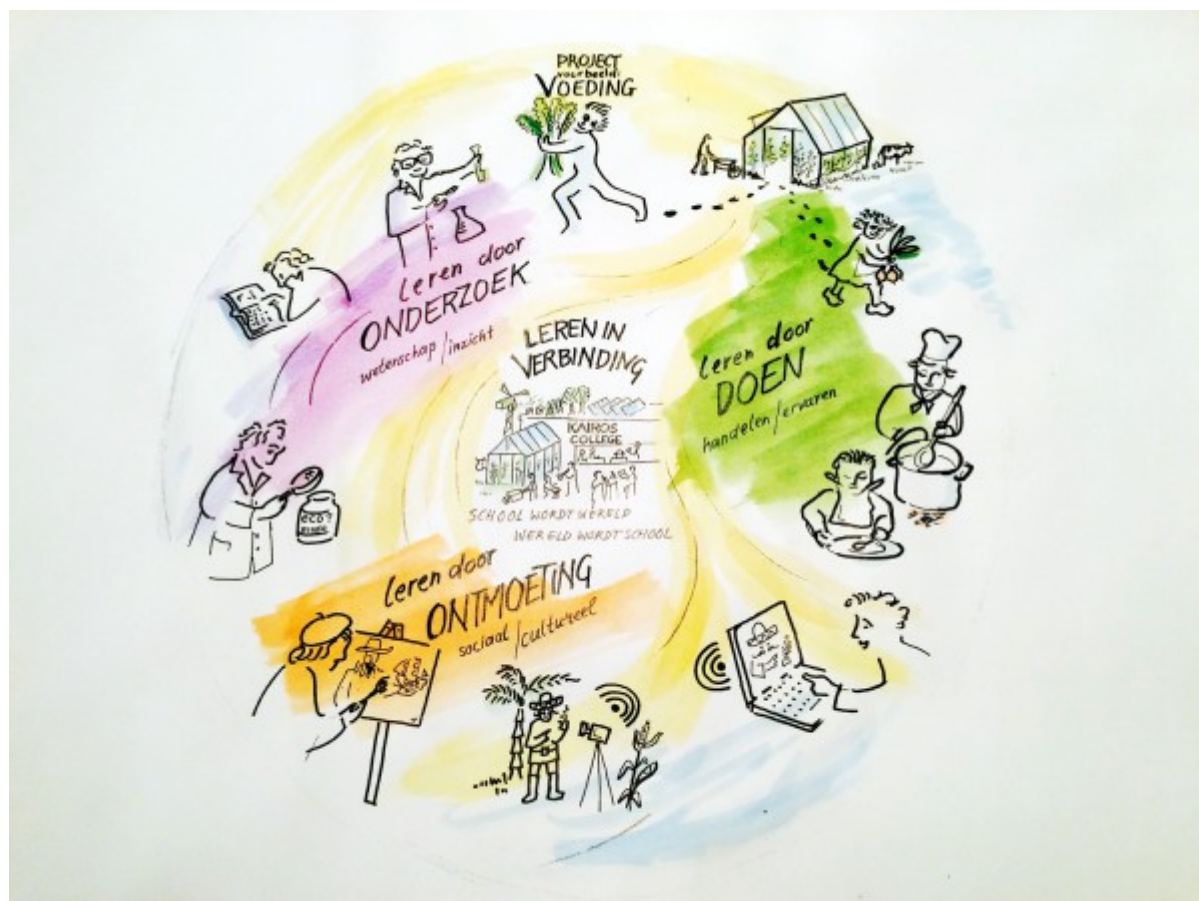 PROJECT
voorbeeld:
VOEDING
leren door
ONDERZOEK
wetenschap/inzicht
LEREN IN
VERBINDING
KAIROS
COLLEGE
SCHOOL WORDT WERELD
WERELD WORDT SCHOOL
leren door
DOEN
handelen/ervaren
leren door
ONTMOETING
sociaal/cultureel
eco?